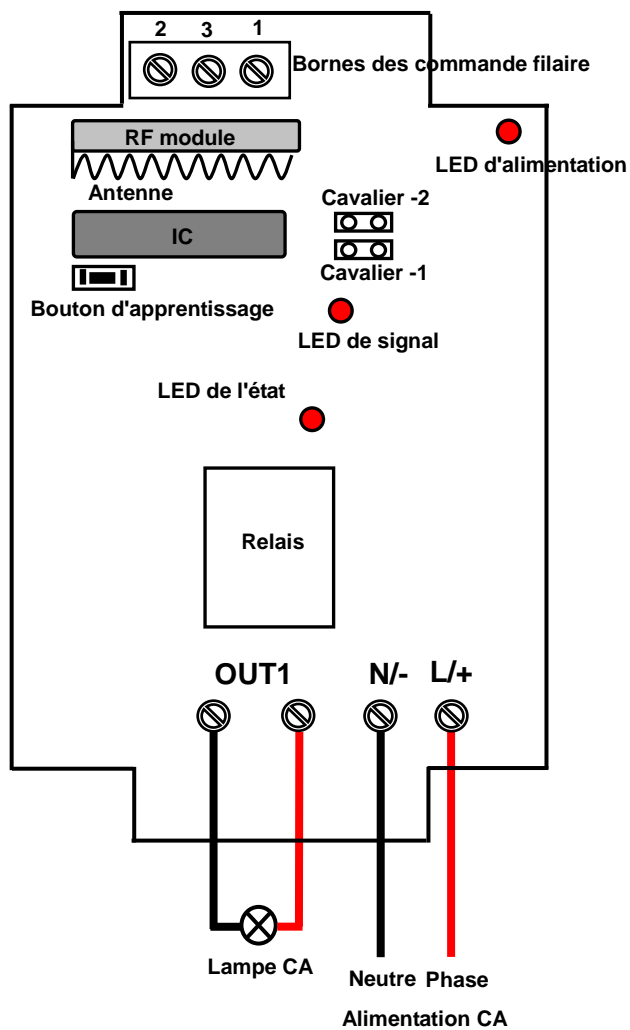 2 3 1
Bornes des commande filaire
RF module
LED d'alimentation
Antenne
Cavalier -2
IC
Cavalier -1
Bouton d'apprentissage
LED de signal
LED de l'état
Relais
OUT1 N/- L/+
Lampe CA
Neutre Phase
Alimentation CA